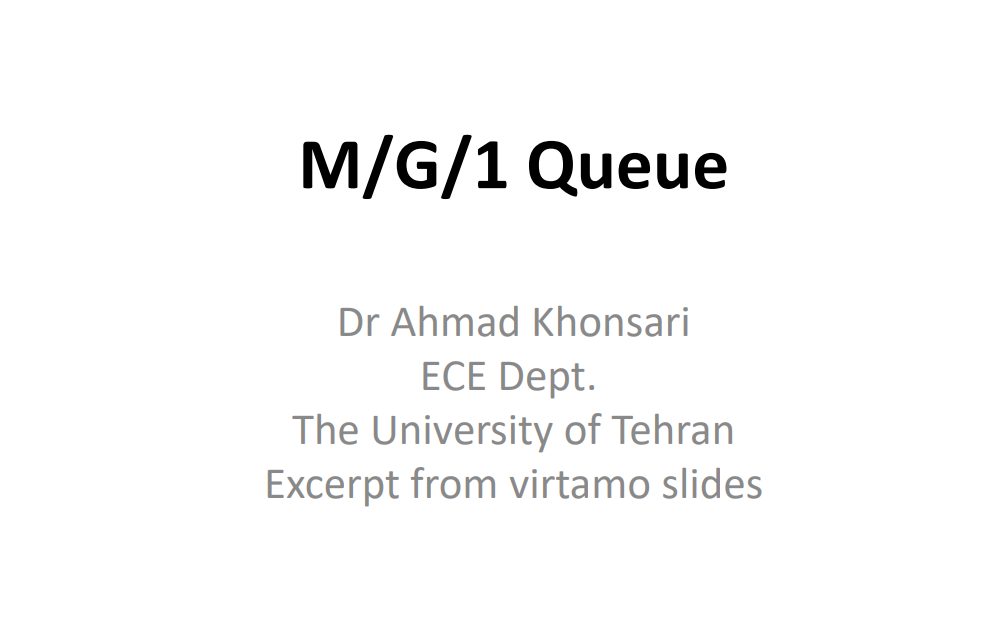 M/G/1 Queue
Dr Ahmad Khonsari
ECE Dept.
The University of Tehran
Excerpt from virtamo slides